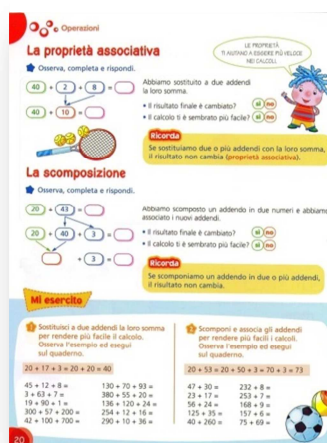 Operazioni
La proprietà associativa
LE PROPRIETÀ
TI AIUTANO A ESSERE PIÙ VELOCE
NEI CALCOLI.
Osserva, completa e rispondi.
40 + 2 + 8 =
40 + 10 =
Abbiamo sostituito a due addendi
la loro somma.
• Il risultato finale è cambiato? sì no
• Il calcolo ti è sembrato più facile? sì no
Ricorda
Se sostituiamo due o più addendi con la loro somma,
il risultato non cambia (proprietà associativa).
La scomposizione
Osserva, completa e rispondi.
20 + 43 =
20 + 40 + 3 =
+ 3 =
Abbiamo scomposto un addendo in due numeri e abbiamo
associato i nuovi addendi.
• Il risultato finale è cambiato? sì no
• Il calcolo ti è sembrato più facile? sì no
Ricorda
Se scomponiamo un addendo in due o più addendi,
il risultato non cambia.
Mi esercito
1 Sostituisci a due addendi la loro somma
per rendere più facile il calcolo.
Osserva l'esempio ed esegui
sul quaderno.
20 + 17 + 3 = 20 + 20 = 40
45 + 12 + 8 =
3 + 63 + 7 =
19 + 90 + 1 =
300 + 57 + 200 =
42 + 100 + 700 =
130 + 70 + 93 =
380 + 55 + 20 =
136 + 120 + 24 =
254 + 12 + 16 =
290 + 10 + 36 =
2 Scomponi e associa gli addendi
per rendere più facili i calcoli.
Osserva l'esempio ed esegui
sul quaderno.
20 + 53 = 20 + 50 + 3 = 70 + 3 = 73
47 + 30 =
23 + 17 =
56 + 24 =
125 + 35 =
40 + 260 =
232 + 8 =
253 + 7 =
168 + 9 =
157 + 6 =
75 + 69 =
20